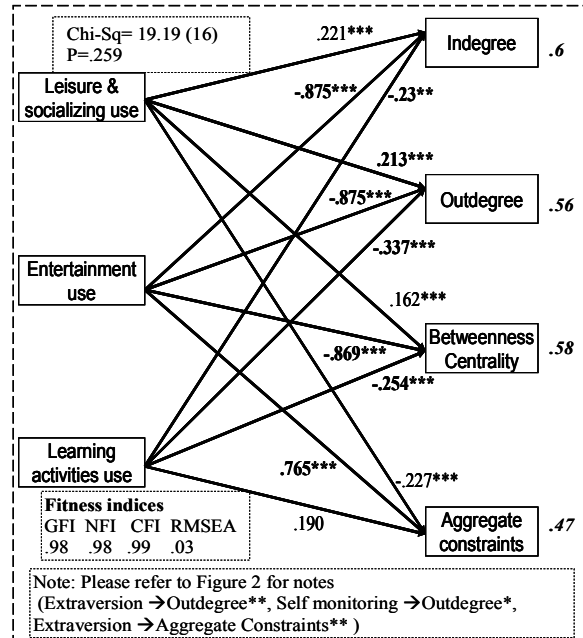 Chi-Sq= 19.19 (16)
P=.259
.221***
Indegree
.6
Leisure &
socializing use
-.875***
-.23**
.213***
Outdegree
.56
-.875***
-.337***
Entertainment
use
.162***
Betweenness
Centrality
.58
-.869***
-.254***
Learning
activities use
.765***
-.227***
Fitness indices
GFI NFI CFI RMSEA
.98 .98 .99 .03
.190
Aggregate
constraints
.47
Note: Please refer to Figure 2 for notes
(Extraversion →Outdegree**, Self monitoring →Outdegree*,
Extraversion →Aggregate Constraints** )